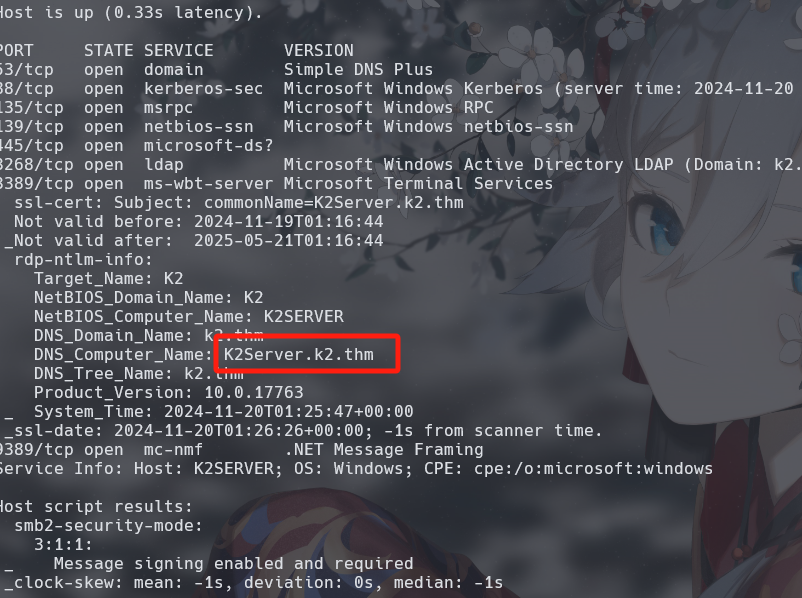 Host is up (0.33s latency).
PORT STATE SERVICE VERSION
53/tcp open domain Simple DNS Plus
88/tcp open kerberos-sec Microsoft Windows Kerberos (server time: 2024-11-20
135/tcp open msrpc Microsoft Windows RPC
139/tcp open netbios-ssn Microsoft Windows netbios-ssn
445/tcp open microsoft-ds?
3268/tcp open ldap Microsoft Windows Active Directory LDAP (Domain: k2.
3389/tcp open ms-wbt-server Microsoft Terminal Services
ssl-cert: Subject: commonName=K2Server.k2.thm
Not valid before: 2024-11-19T01:16:44
_Not valid after: 2025-05-21T01:16:44
rdp-ntlm-info:
Target_Name: K2
NetBIOS_Domain_Name: K2
NetBIOS_Computer_Name: K2SERVER
DNS_Domain_Name: k2.thm
DNS_Computer_Name: K2Server.k2.thm
DNS_Tree_Name: k2.thm
Product_Version: 10.0.17763
_ System_Time: 2024-11-20T01:25:47+00:00
_ssl-date: 2024-11-20T01:26:26+00:00; -1s from scanner time.
9389/tcp open mc-nmf .NET Message Framing
Service Info: Host: K2SERVER; OS: Windows; CPE: cpe:/o:microsoft:windows
Host script results:
smb2-security-mode:
3:1:1:
_ Message signing enabled and required
_clock-skew: mean: -1s, deviation: 0s, median: -1s